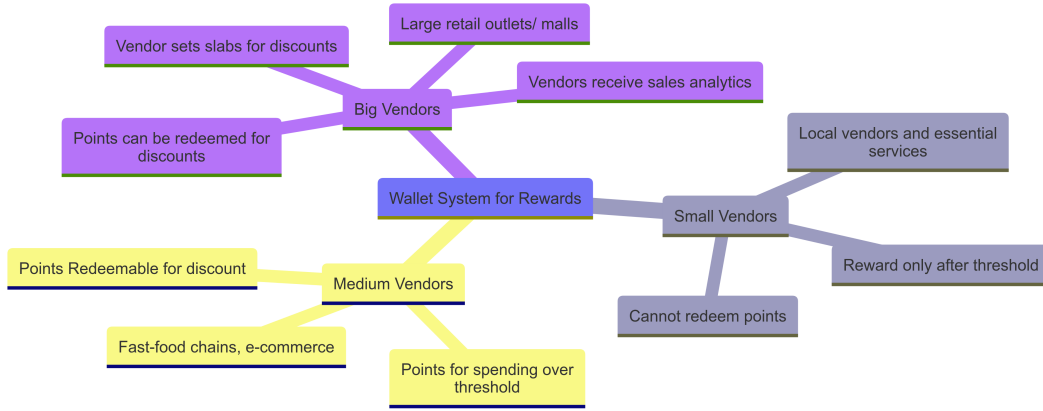 Large retail outlets/ malls
Vendor sets slabs for discounts
Vendors receive sales analytics
Big Vendors
Points can be redeemed for
discounts
Local vendors and essential
services
Wallet System for Rewards
Small Vendors
Points Redeemable for discount
Medium Vendors
Reward only after threshold
Cannot redeem points
Fast-food chains, e-commerce
Points for spending over
threshold